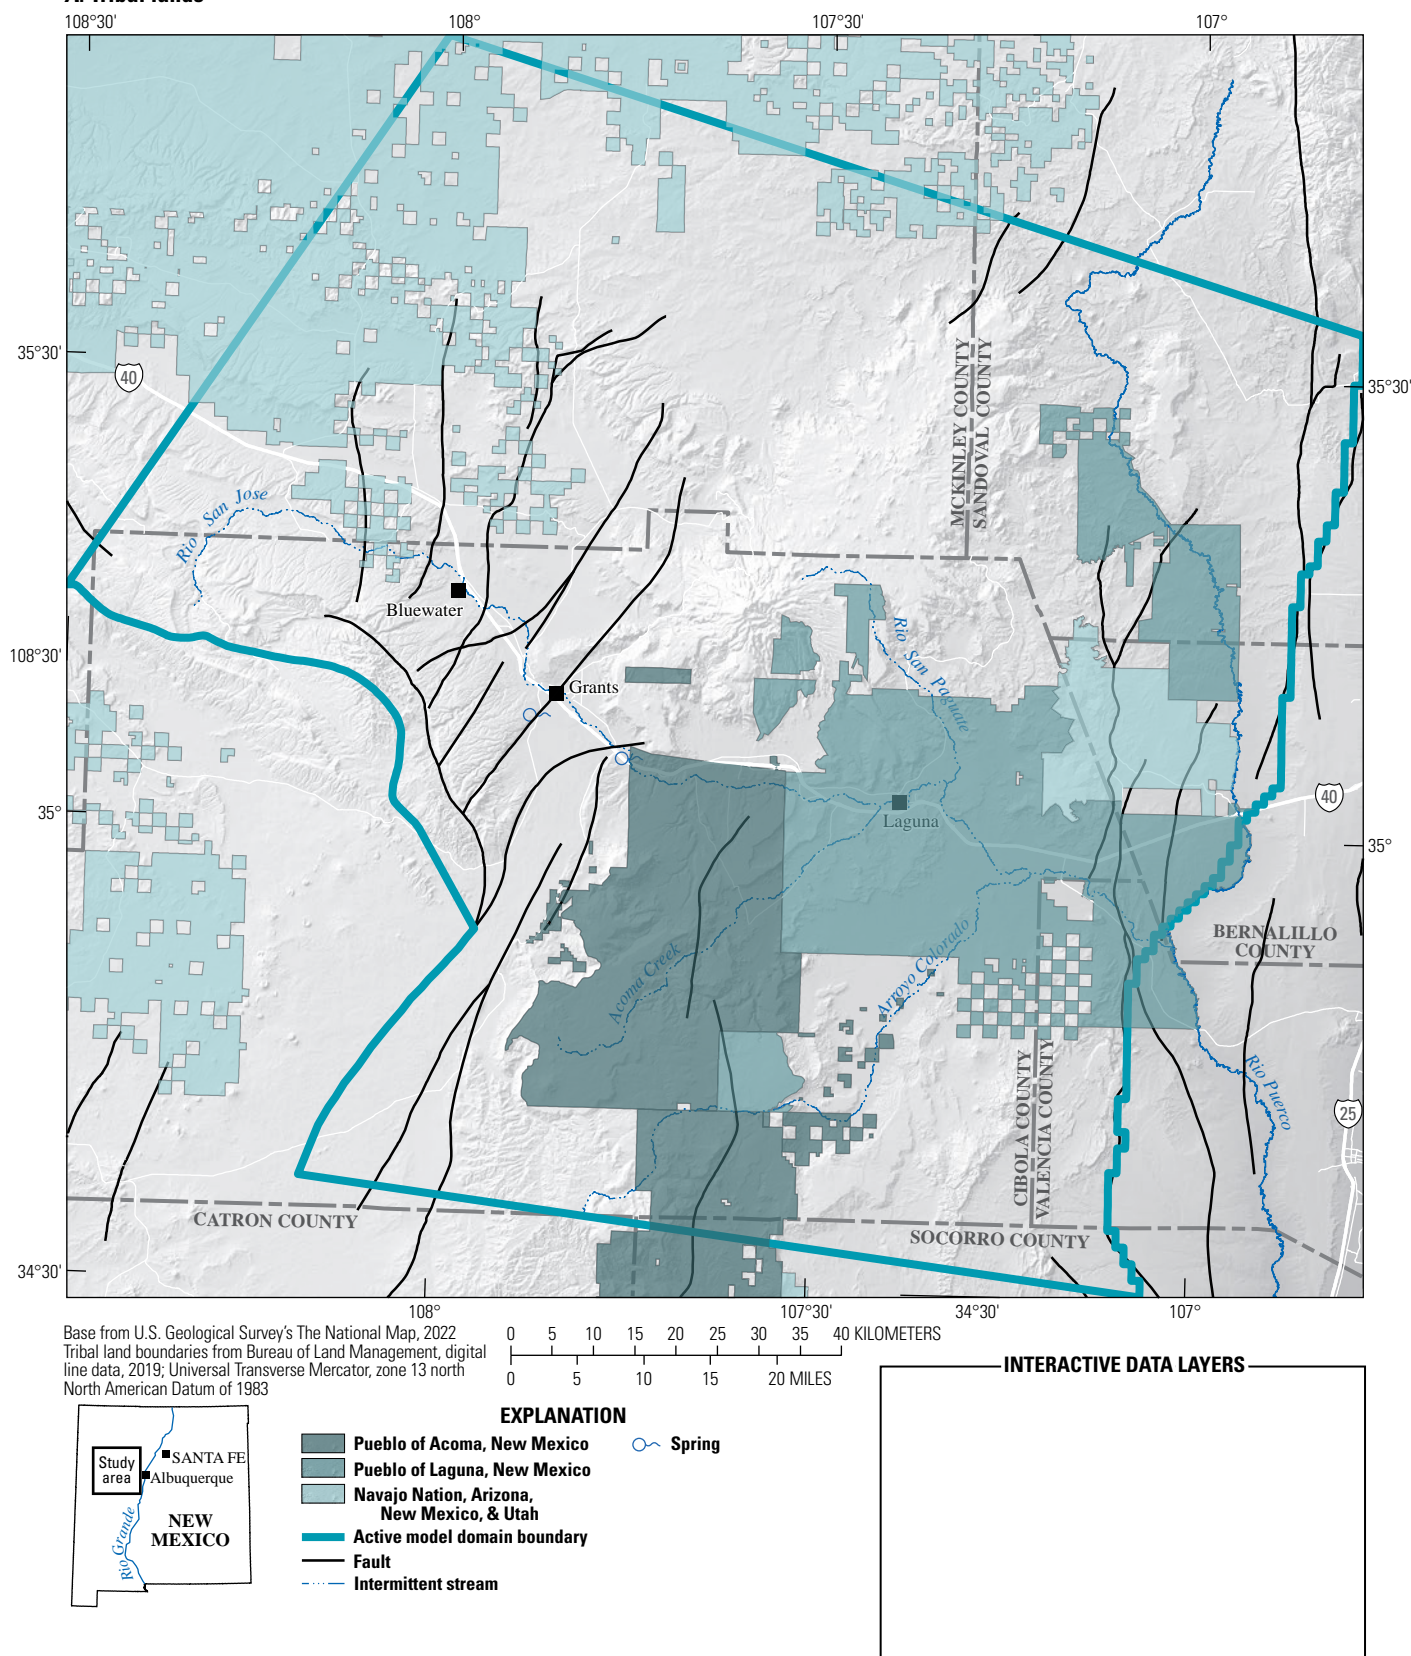 A. Tribal lands
108°30'
108°
107°30'
107°
35°30'
40
35°30'
MCKINLEY COUNTY
SANDOVAL COUNTY
Rio San Jose
Bluewater
Rio San Paguate
108°30'
Grants
35°
40
Laguna
35°
BERNALILLO
COUNTY
Acoma Creek
Arroyo Colorado
CIBOLA COUNTY
VALENCIA COUNTY
Rio Puerco
25
CATRON COUNTY
SOCORRO COUNTY
34°30'
108°
107°30'
34°30'
107°
Base from U.S. Geological Survey's The National Map, 2022
Tribal land boundaries from Bureau of Land Management, digital
line data, 2019; Universal Transverse Mercator, zone 13 north
North American Datum of 1983
0 5 10 15 20 25 30 35 40 KILOMETERS
0 5 10 15 20 MILES
INTERACTIVE DATA LAYERS
EXPLANATION
Pueblo of Acoma, New Mexico
Spring
Pueblo of Laguna, New Mexico
Navajo Nation, Arizona,
New Mexico, & Utah
Active model domain boundary
Fault
Intermittent stream
Study
area
SANTA FE
Albuquerque
NEW
MEXICO
Rio Grande